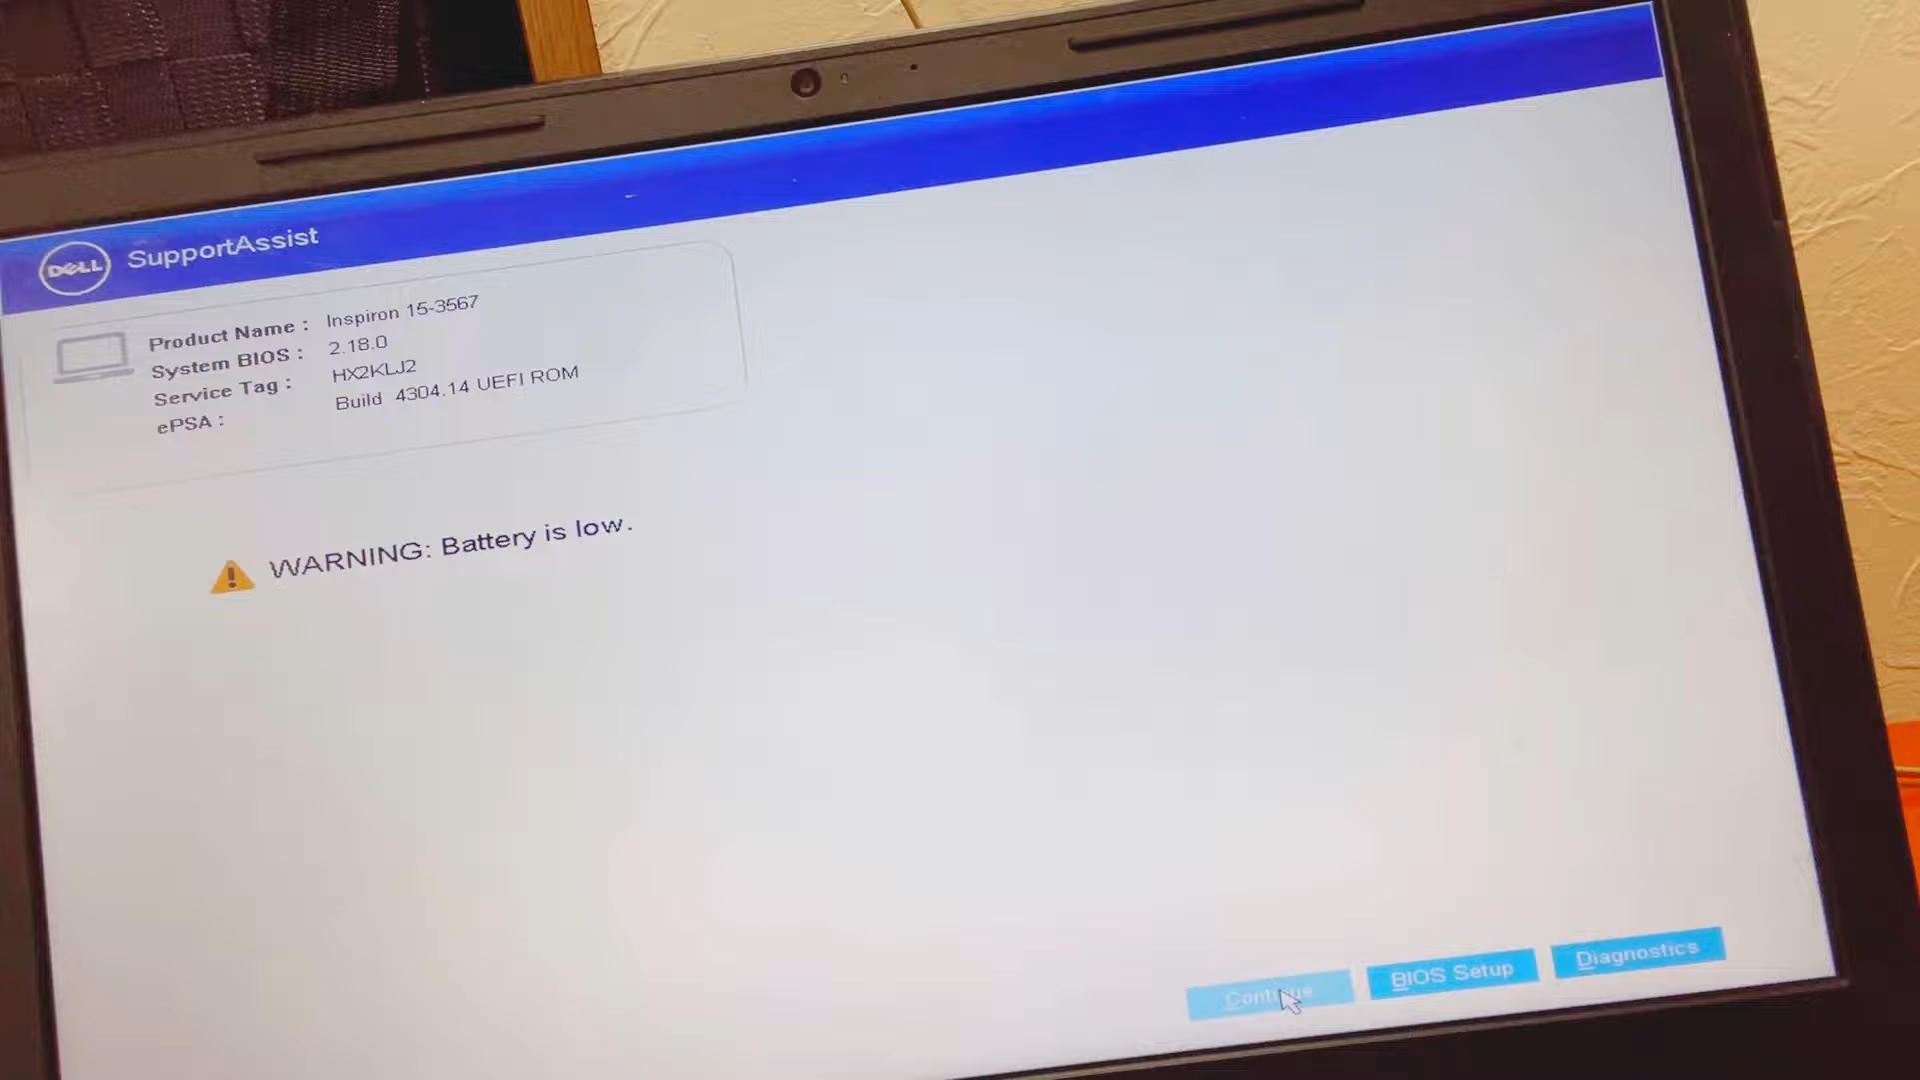 DELL SupportAssist
Product Name : Inspiron 15-3567
System BIOS : 2.18.0
Service Tag : HX2KLJ2
ePSA : Build 4304.14 UEFI ROM
WARNING: Battery is low.
Continue BIOS Setup Diagnostics